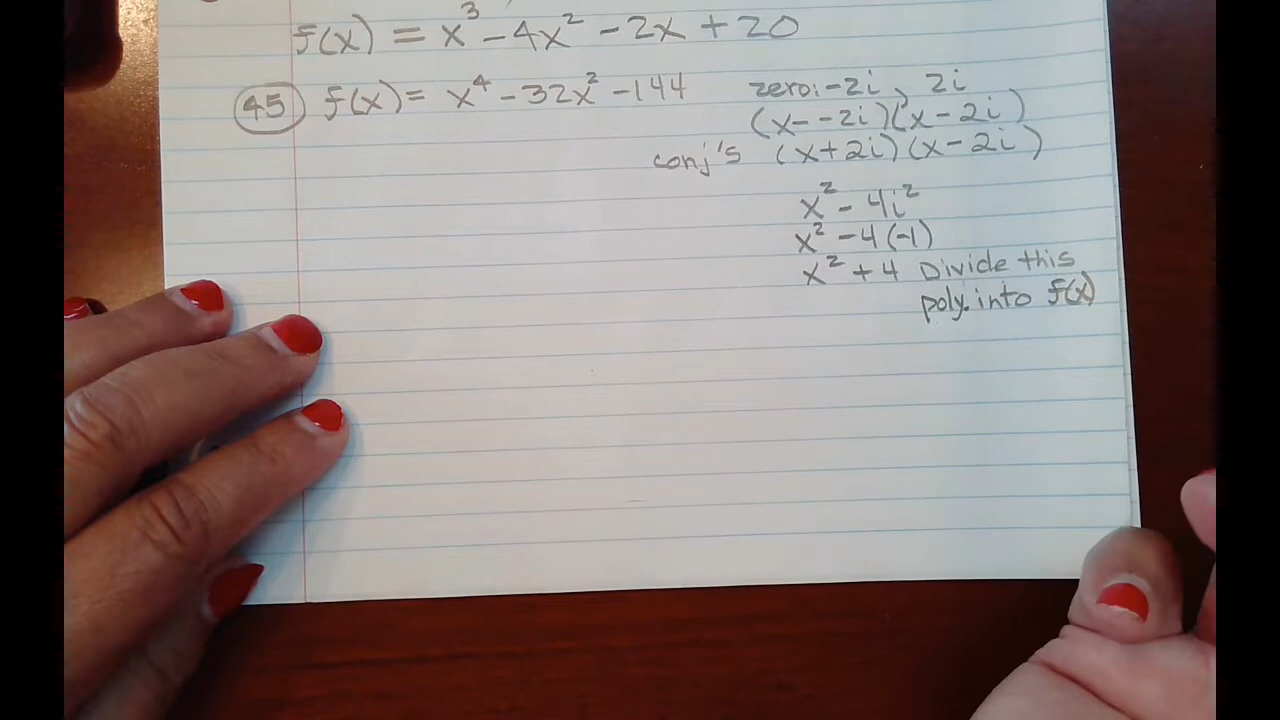 f(x) = x³ - 4x² - 2x + 20
45 f(x) = x⁴ - 32x² - 144 zero: -2i, 2i
(x--2i)(x-2i)
conj's (x+2i)(x-2i)
x² - 4i²
x² - 4(-1)
x² + 4 Divide this
poly. into f(x)